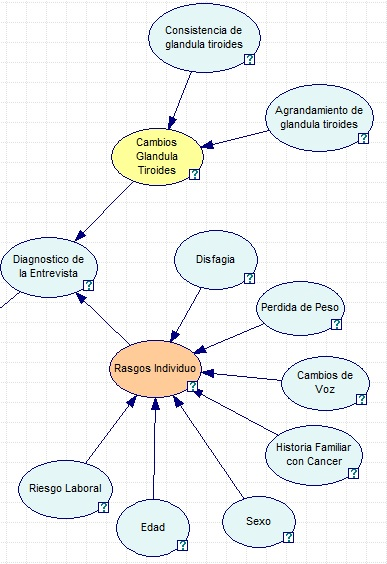 Consistencia de
glandula tiroides
?
Agrandamiento de
glandula tiroides
?
Cambios
Glandula
Tiroides
?
Diagnostico de
la Entrevista
?
Disfagia
?
Perdida de Peso
?
Rasgos Individuo
?
Cambios de
Voz
?
Historia Familiar
con Cancer
?
Riesgo Laboral
?
Edad
?
Sexo
?